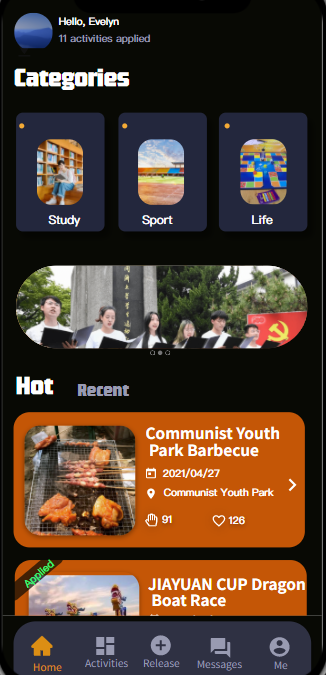 Hello, Evelyn
11 activities applied
Categories
Study
Sport
Life
Hot
Recent
Communist Youth
Park Barbecue
2021/04/27
Communist Youth Park
91
126
Applied
JIAYUAN CUP Dragon
Boat Race
Home
Activities
Release
Messages
Me